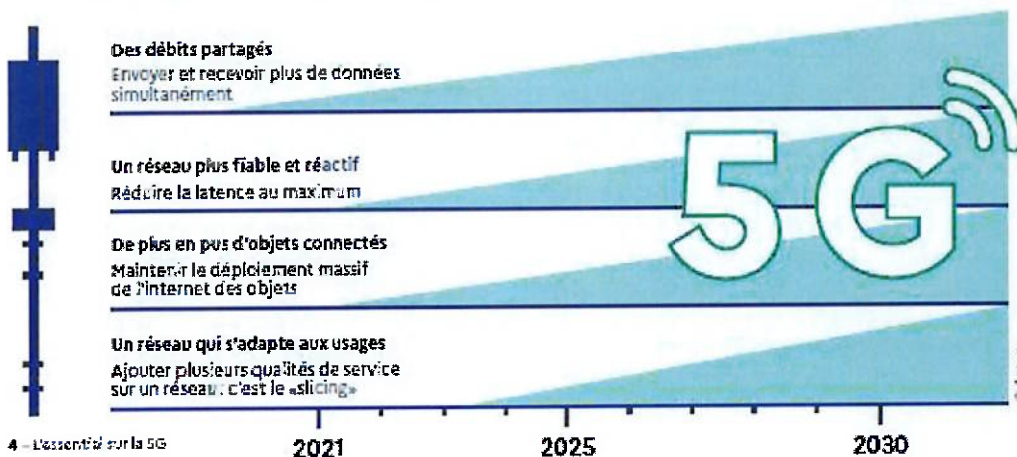 Des débits partagés
Envoyer et recevoir plus de données
simultanément
Un réseau plus fiable et réactif
Réduire la latence au maximum
De plus en pus d'objets connectés
Maintenir le déploiement massif
de l'internet des objets
Un réseau qui s'adapte aux usages
Ajouter plusieurs qualités de service
sur un réseau: c'est le «slicing»
5G
2021
2025
2030
4 - L'essentiel sur la 5G